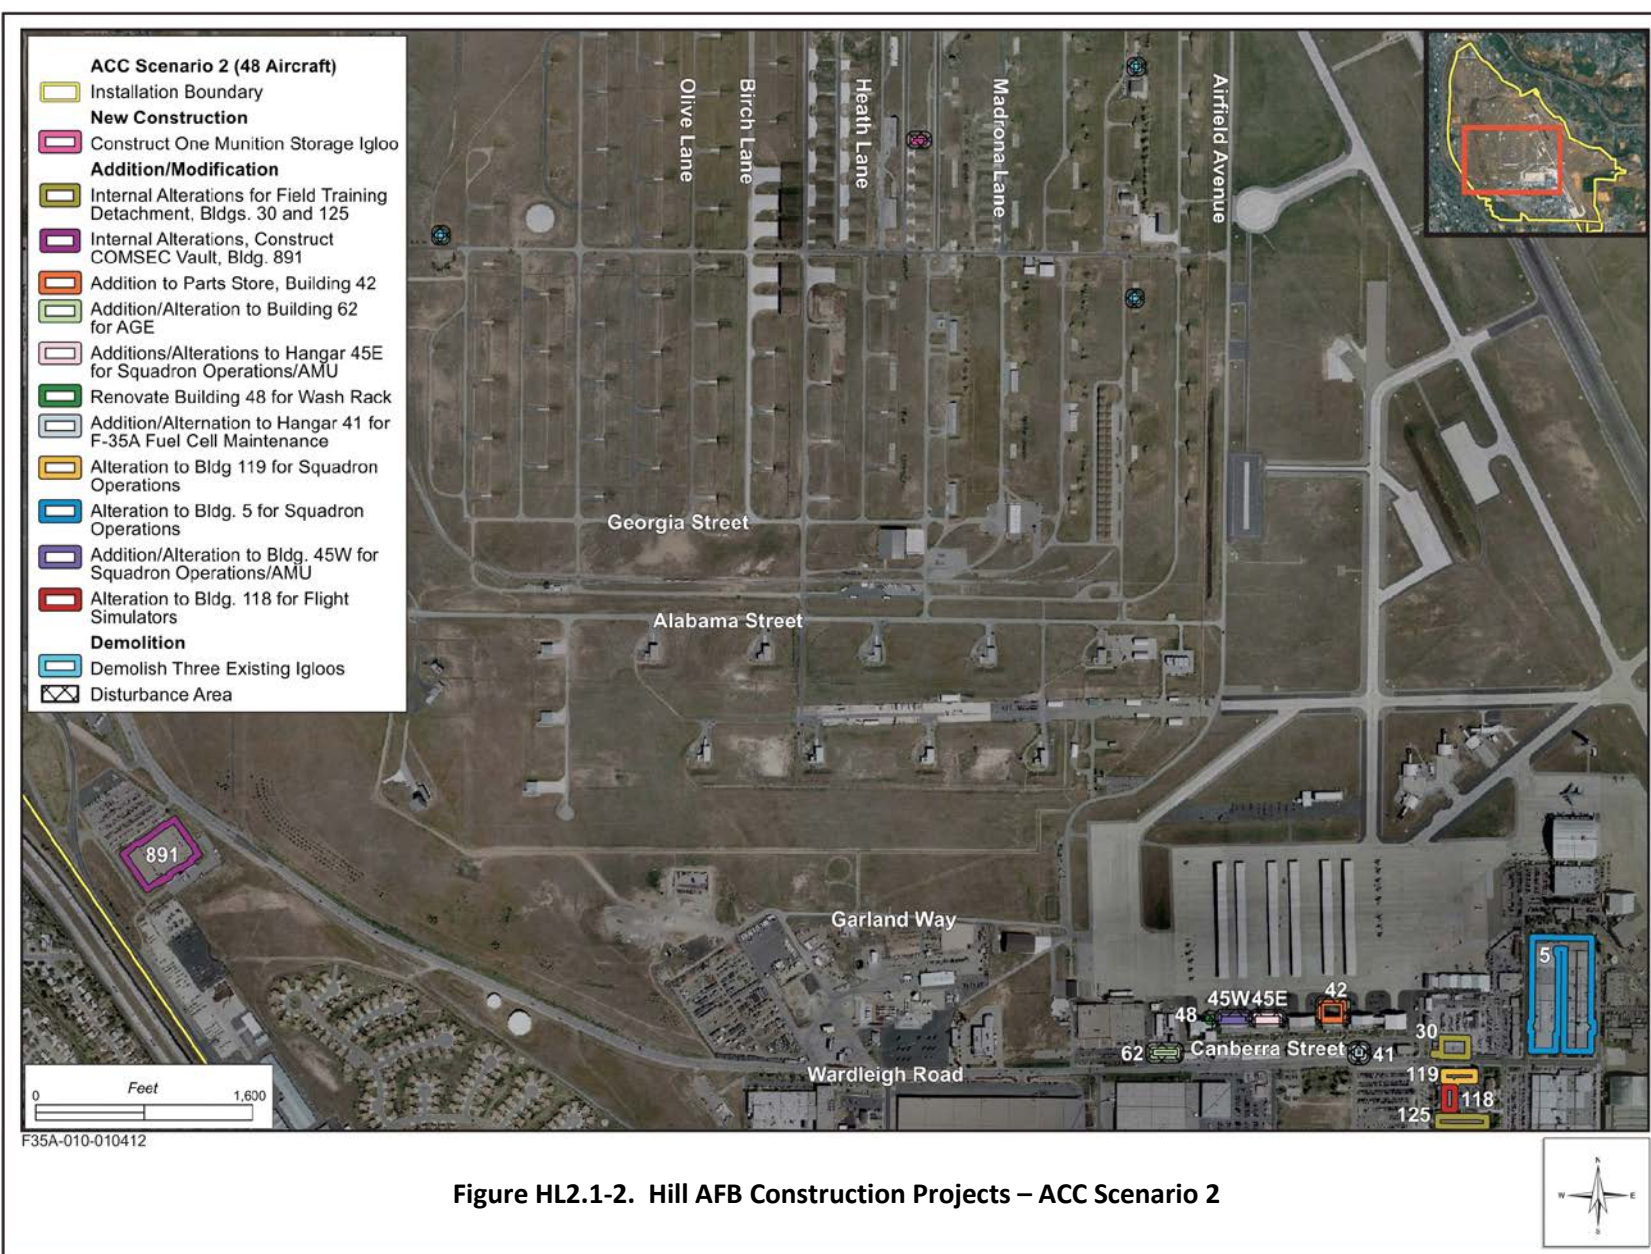 ACC Scenario 2 (48 Aircraft)
Installation Boundary
New Construction
Construct One Munition Storage Igloo
Addition/Modification
Internal Alterations for Field Training
Detachment, Bldgs. 30 and 125
Internal Alterations, Construct
COMSEC Vault, Bldg. 891
Addition to Parts Store, Building 42
Addition/Alteration to Building 62
for AGE
Additions/Alterations to Hangar 45E
for Squadron Operations/AMU
Renovate Building 48 for Wash Rack
Addition/Alternation to Hangar 41 for
F-35A Fuel Cell Maintenance
Alteration to Bldg 119 for Squadron
Operations
Alteration to Bldg. 5 for Squadron
Operations
Addition/Alteration to Bldg. 45W for
Squadron Operations/AMU
Alteration to Bldg. 118 for Flight
Simulators
Demolition
Demolish Three Existing Igloos
Disturbance Area
Olive Lane
Birch Lane
Heath Lane
Madrona Lane
Airfield Avenue
Georgia Street
Alabama Street
891
Garland Way
5
45W 45E
42
48
30
62
Canberra Street
41
Wardleigh Road
119
118
125
Feet
0
1,600
F35A-010-010412
N
W
E
S
Figure HL2.1-2. Hill AFB Construction Projects – ACC Scenario 2